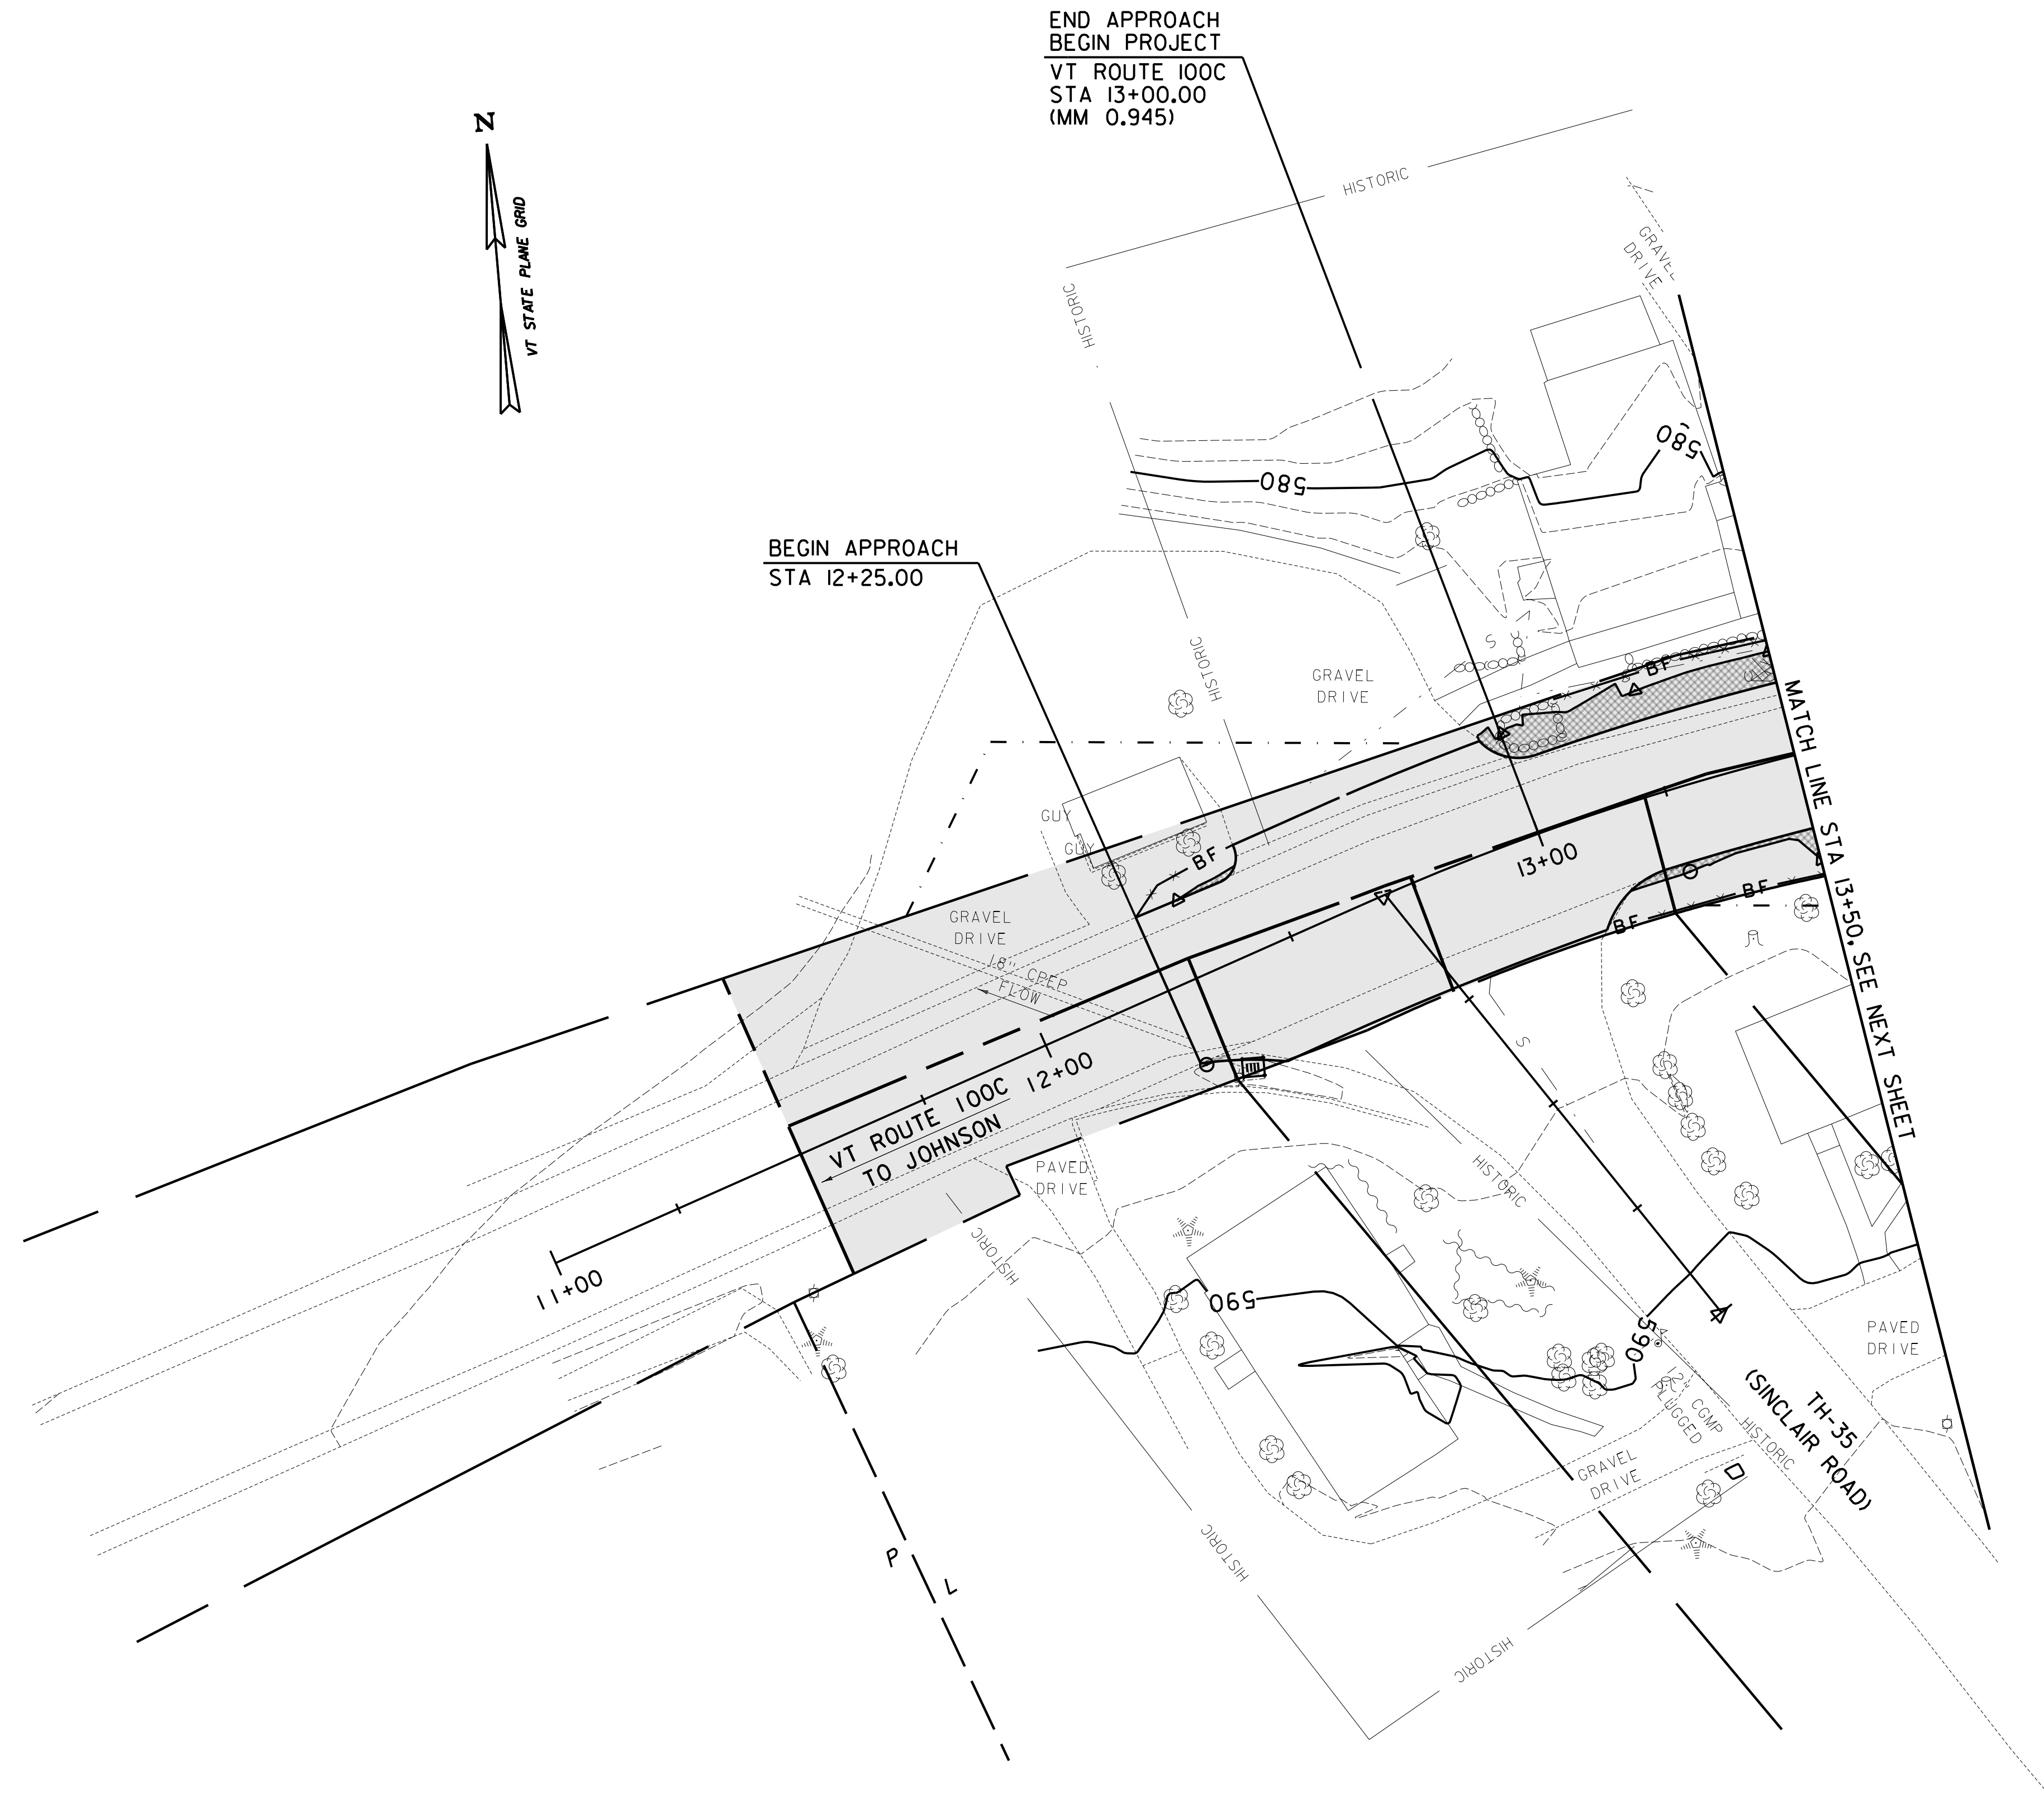 END APPROACH
BEGIN PROJECT
VT ROUTE 100C
STA 13+00.00
(MM 0.945)
N
VT STATE PLANE GRID
HISTORIC
GRAVEL
DRIVE
HISTORIC
580
580
BEGIN APPROACH
STA 12+25.00
HISTORIC
GRAVEL
DRIVE
S
BF
MATCH LINE STA 13+50, SEE NEXT SHEET
GUY
GUY
BF
13+00
BF
BF
GRAVEL
DRIVE
18" CPEP
FLOW
12+00
VT ROUTE 100C
TO JOHNSON
S
PAVED
DRIVE
HISTORIC
HISTORIC
11+00
590
590
PAVED
DRIVE
12" CGMP
PLUGGED
HISTORIC
TH-35
(SINCLAIR ROAD)
GRAVEL
DRIVE
HISTORIC
P
L
HISTORIC